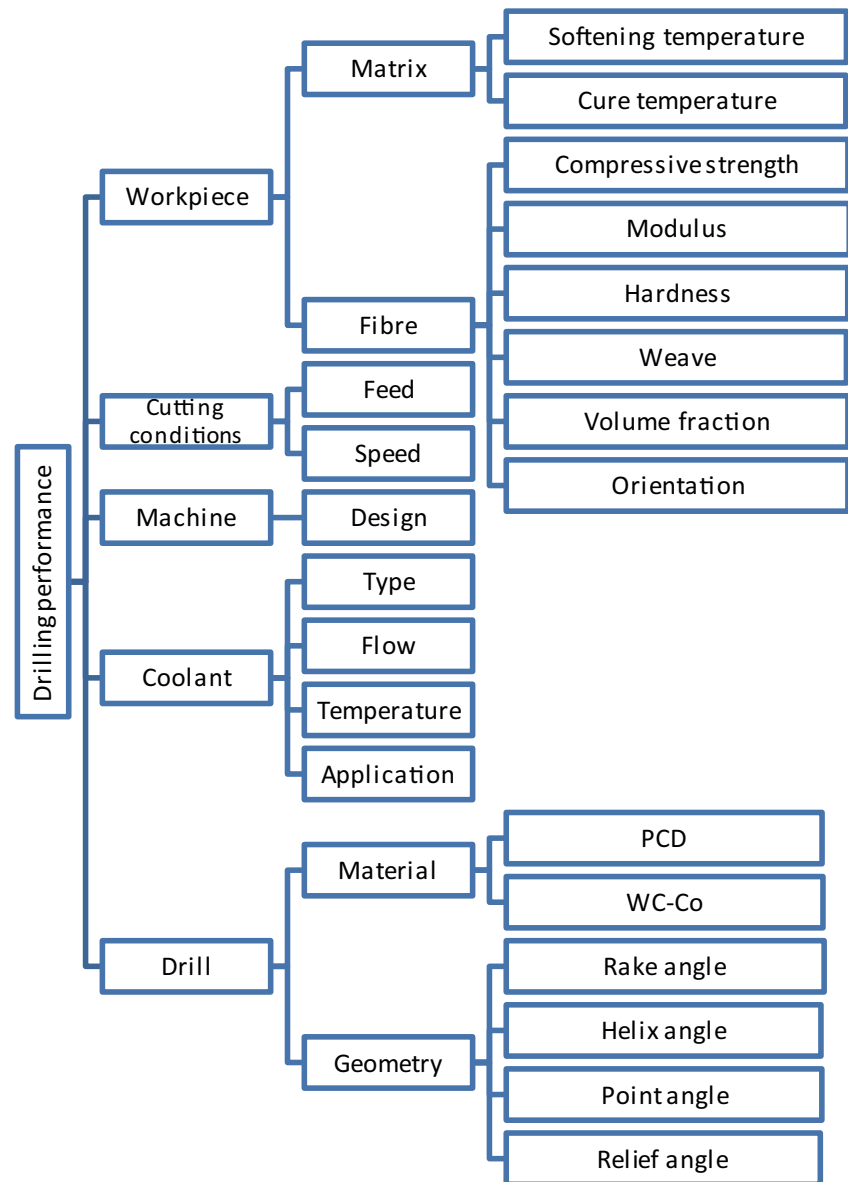 Drilling performance
Workpiece
Matrix
Softening temperature
Cure temperature
Fibre
Compressive strength
Modulus
Hardness
Weave
Volume fraction
Orientation
Cutting
conditions
Feed
Speed
Machine
Design
Coolant
Type
Flow
Temperature
Application
Drill
Material
PCD
WC-Co
Geometry
Rake angle
Helix angle
Point angle
Relief angle